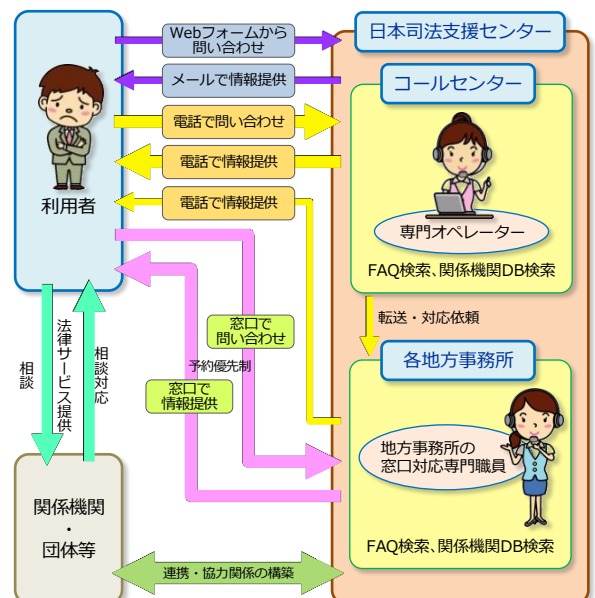 Webフォームから
問い合わせ
メールで情報提供
電話で問い合わせ
電話で情報提供
電話で情報提供
利用者
日本司法支援センター
コールセンター
専門オペレーター
FAQ検索、関係機関DB検索
転送・対応依頼
窓口で
問い合わせ
予約優先制
窓口で
情報提供
各地方事務所
地方事務所の
窓口対応専門職員
FAQ検索、関係機関DB検索
相談
法律サービス提供
相談対応
関係機関
・
団体等
連携・協力関係の構築